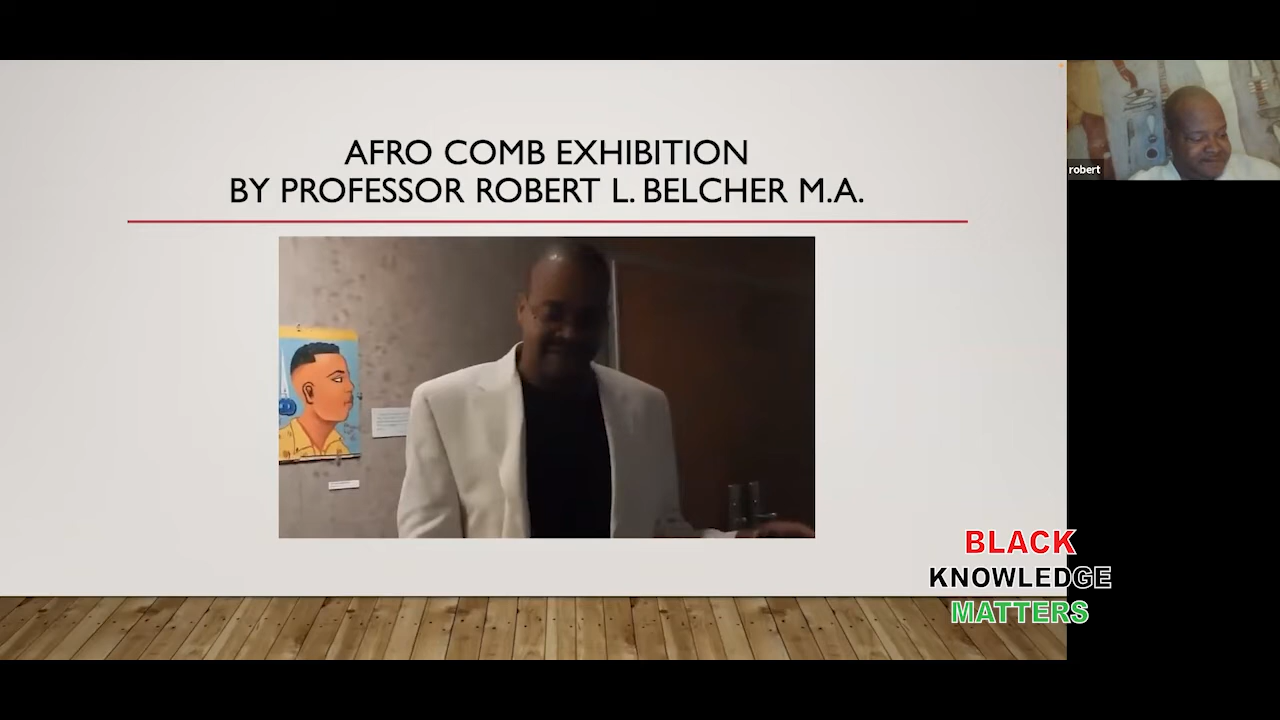 AFRO COMB EXHIBITION
BY PROFESSOR ROBERT L. BELCHER M.A.
robert
BLACK
KNOWLEDGE
MATTERS